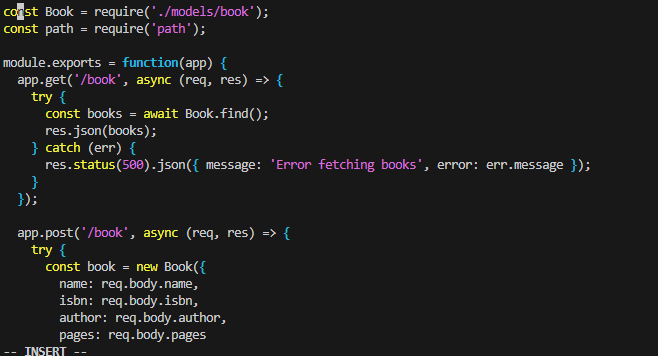 const Book = require('./models/book');
const path = require('path');

module.exports = function(app) {
  app.get('/book', async (req, res) => {
    try {
      const books = await Book.find();
      res.json(books);
    } catch (err) {
      res.status(500).json({ message: 'Error fetching books', error: err.message });
    }
  });

  app.post('/book', async (req, res) => {
    try {
      const book = new Book({
        name: req.body.name,
        isbn: req.body.isbn,
        author: req.body.author,
        pages: req.body.pages
-- INSERT --